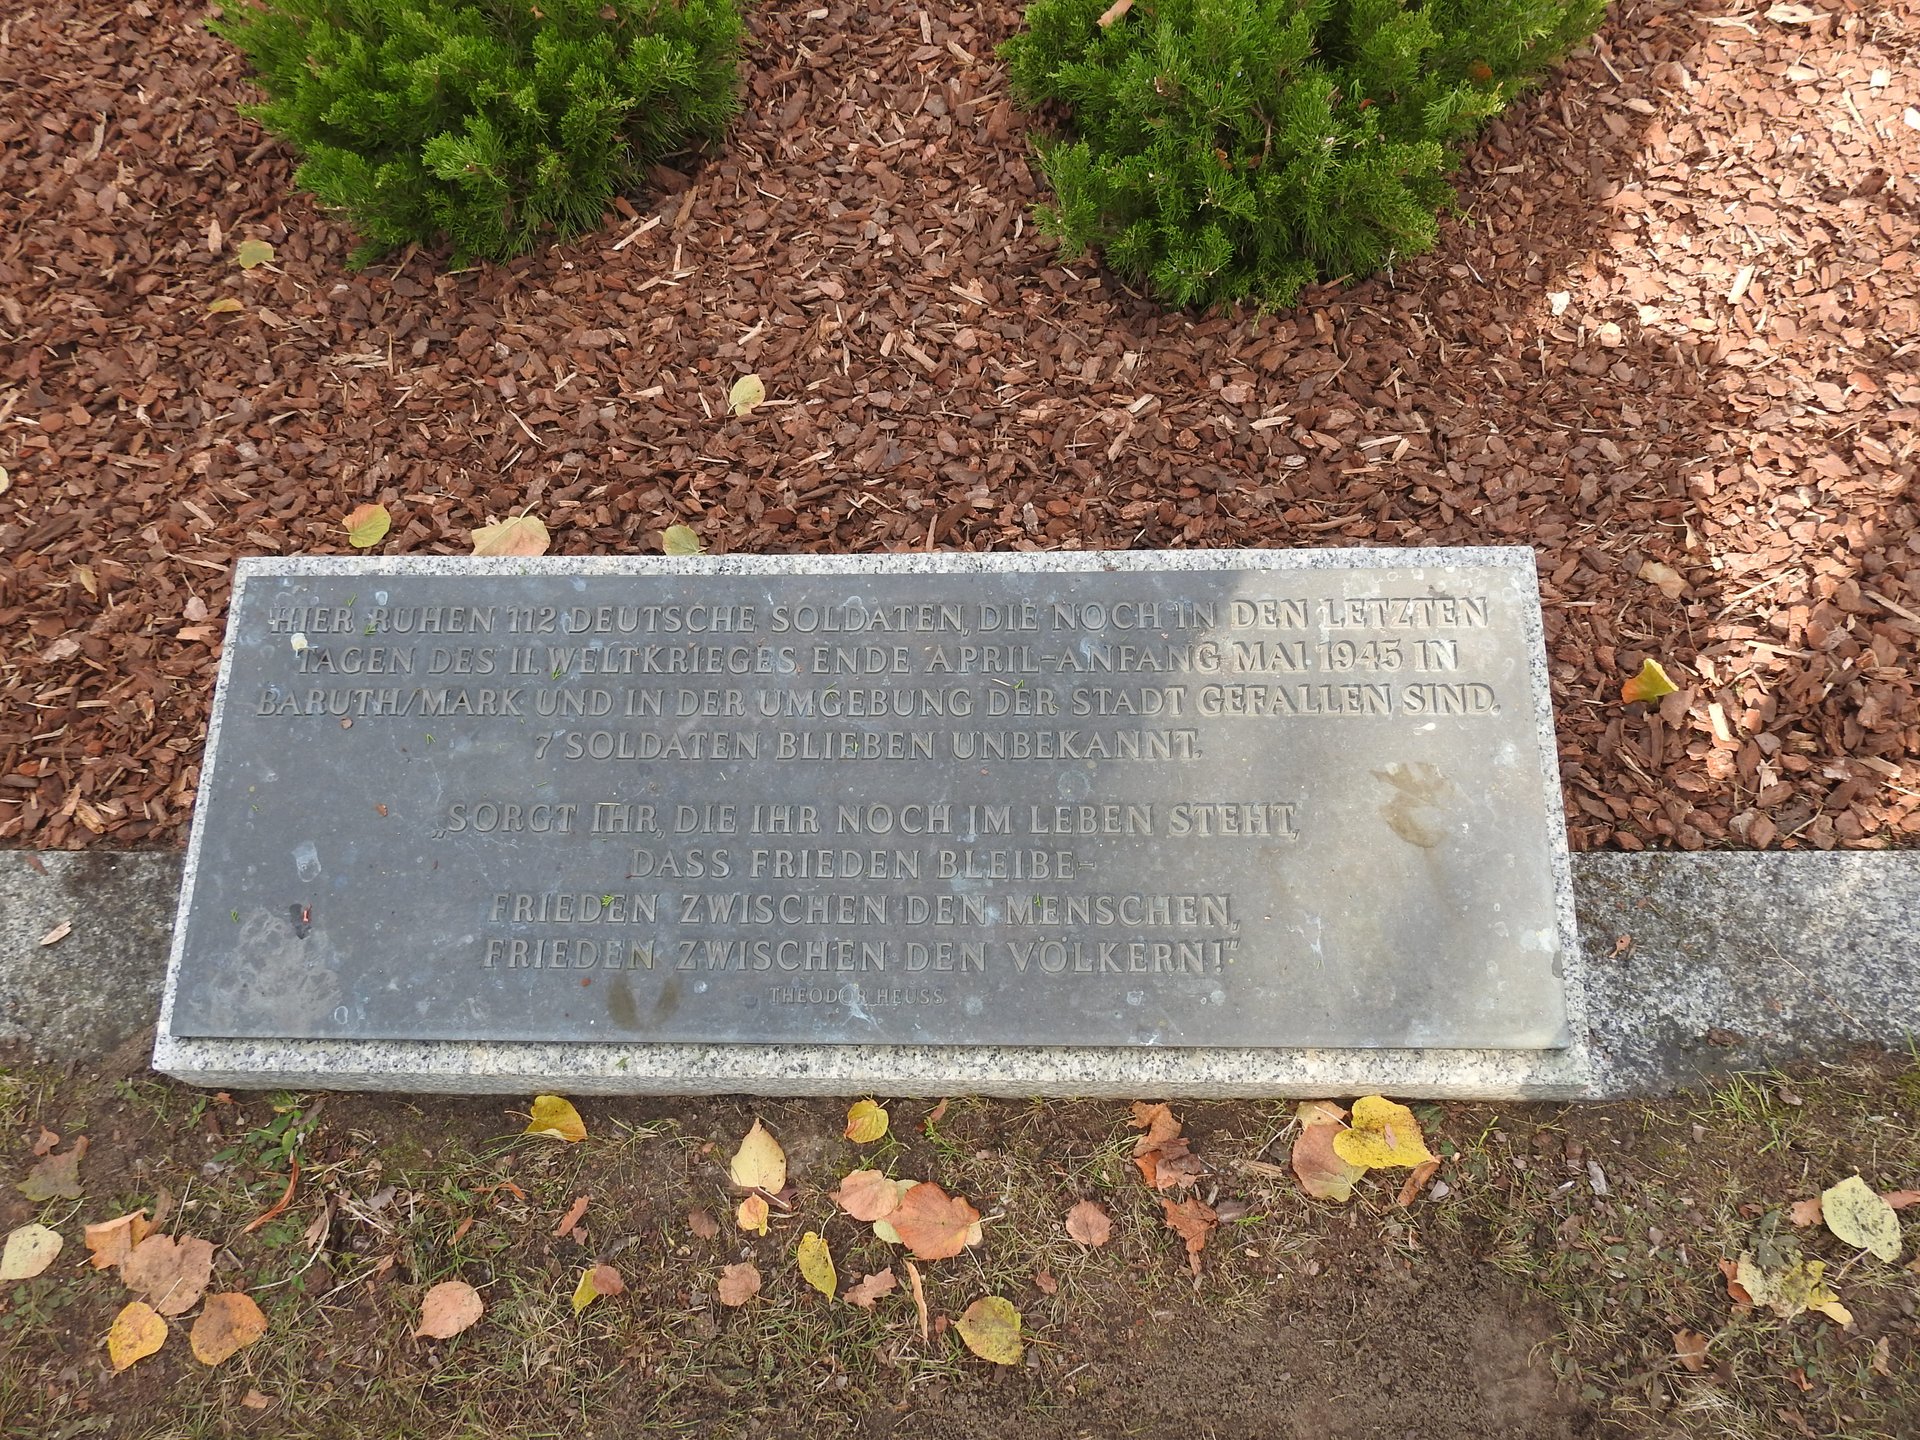 HIER RUHEN 112 DEUTSCHE SOLDATEN, DIE NOCH IN DEN LETZTEN
TAGEN DES II. WELTKRIEGES ENDE APRIL-ANFANG MAI 1945 IN
BARUTH/MARK UND IN DER UMGEBUNG DER STADT GEFALLEN SIND.
7 SOLDATEN BLIEBEN UNBEKANNT.
„SORGT IHR, DIE IHR NOCH IM LEBEN STEHT,
DASS FRIEDEN BLEIBE-
FRIEDEN ZWISCHEN DEN MENSCHEN,
FRIEDEN ZWISCHEN DEN VÖLKERN!"
THEODOR HEUSS